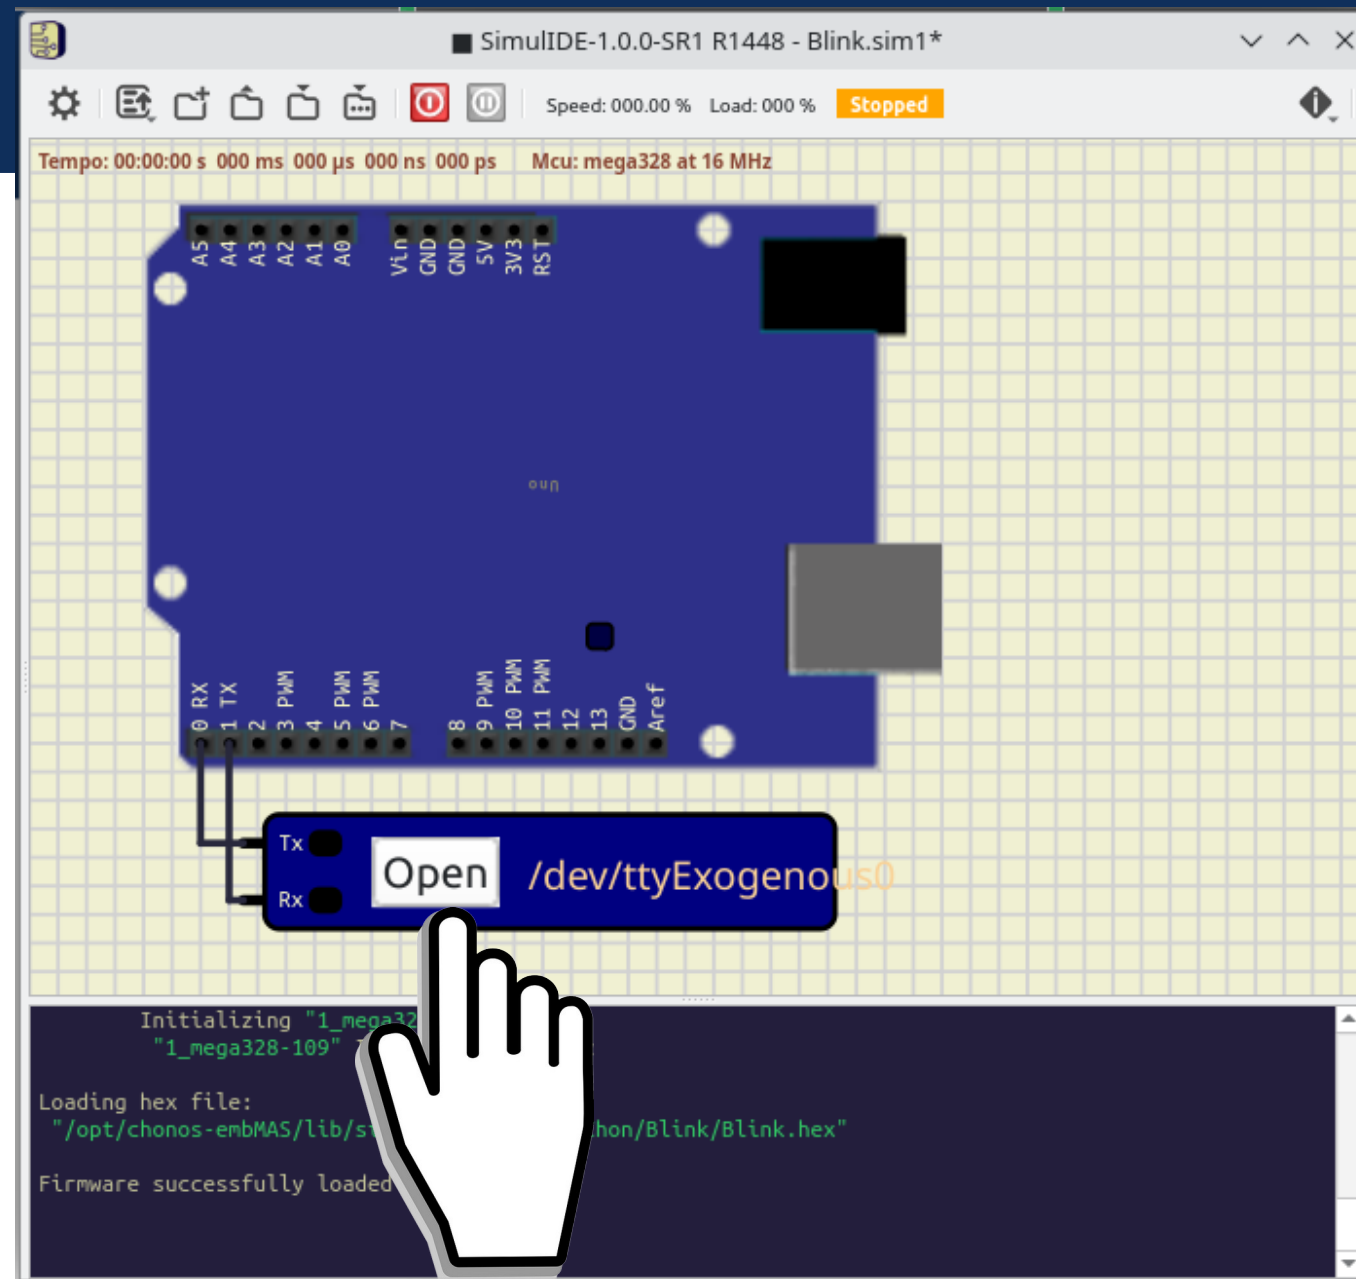 SimulIDE-1.0.0-SR1 R1448 - Blink.sim1*
Speed: 000.00 % Load: 000 % Stopped
Tempo: 00:00:00 s 000 ms 000 µs 000 ns 000 ps Mcu: mega328 at 16 MHz
A5 A4 A3 A2 A1 A0 Vin GND GND 5V 3V3 RST
Uno
0 RX 1 TX 2 3 PWM 4 5 PWM 6 PWM 7 8 9 PWM 10 PWM 11 PWM 12 13 GND Aref
Tx
Open /dev/ttyExogenous0
Rx
Initializing "1_mega32
"1_mega328-109"
Loading hex file:
"/opt/chonos-embMAS/lib/s hon/Blink/Blink.hex"
Firmware successfully loaded